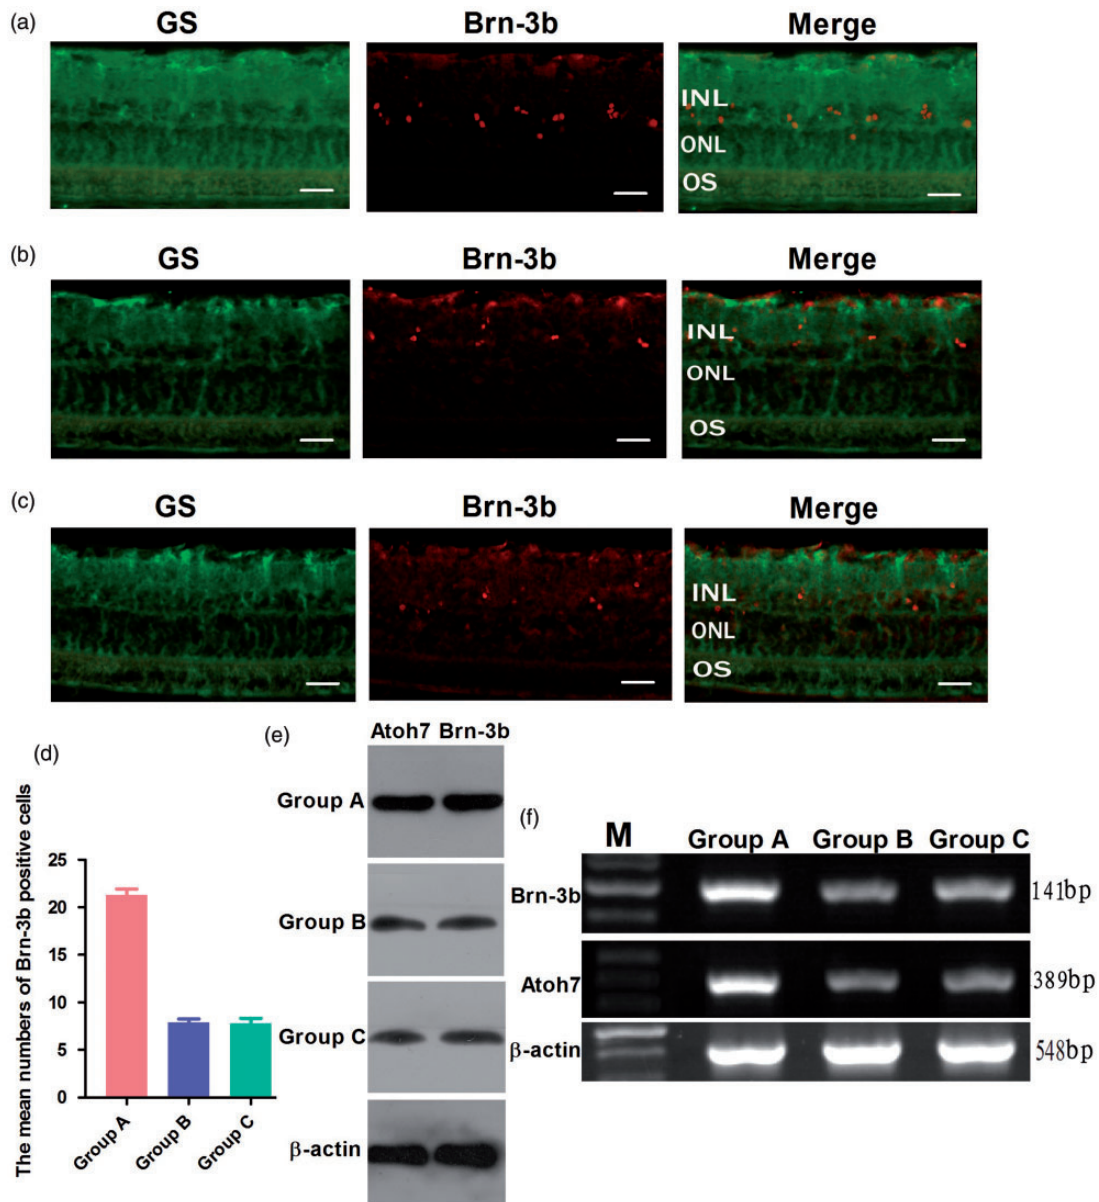 (a)
GS Brn-3b Merge
INL
ONL
OS
(b)
GS Brn-3b Merge
INL
ONL
OS
(c)
GS Brn-3b Merge
INL
ONL
OS
(d)
The mean numbers of Brn-3b positive cells
25
20
15
10
5
0
Group A
Group B
Group C
(e)
Atoh7 Brn-3b
Group A
Group B
Group C
β-actin
(f)
M Group A Group B Group C
Brn-3b 141bp
Atoh7 389bp
β-actin 548bp